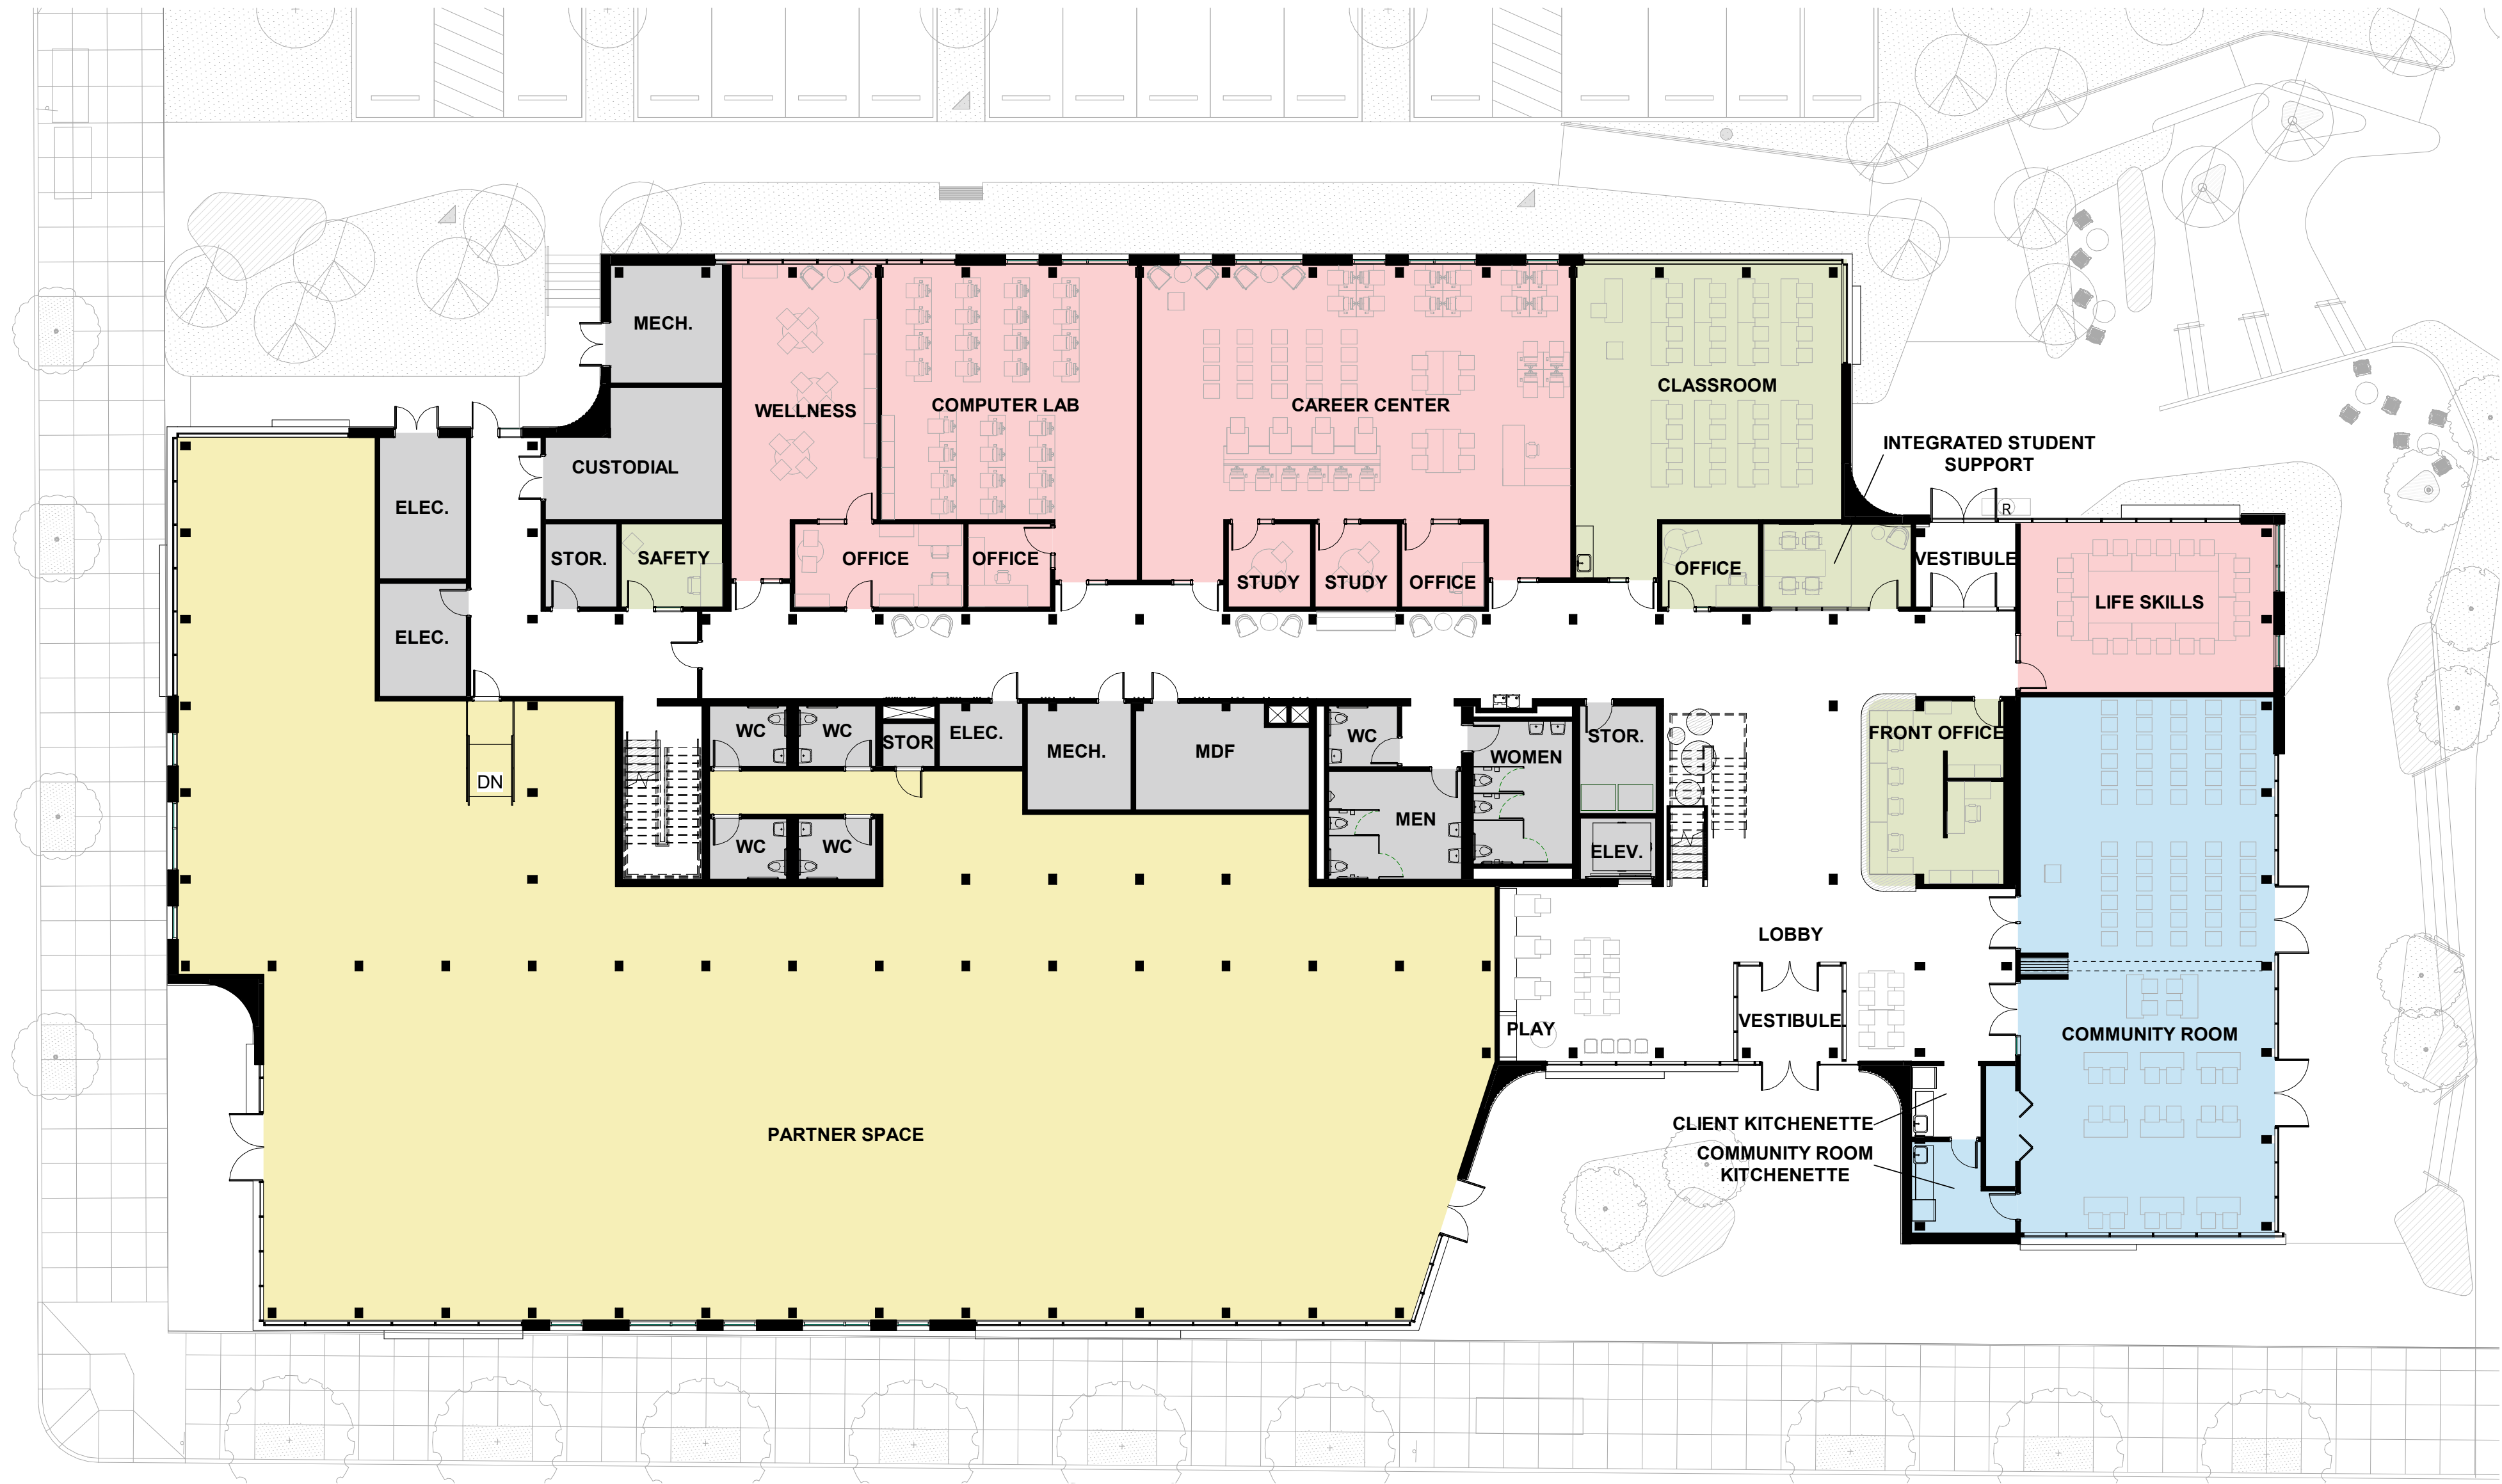 MECH.
WELLNESS
COMPUTER LAB
CAREER CENTER
CLASSROOM
INTEGRATED STUDENT
SUPPORT
CUSTODIAL
ELEC.
R
STOR.
SAFETY
OFFICE
OFFICE
STUDY
STUDY
OFFICE
OFFICE
VESTIBULE
LIFE SKILLS
ELEC.
WC
WC
STOR
ELEC.
MECH.
MDF
WC
WOMEN
STOR.
FRONT OFFICE
DN
MEN
WC
WC
ELEV.
LOBBY
PLAY
VESTIBULE
COMMUNITY ROOM
PARTNER SPACE
CLIENT KITCHENETTE
COMMUNITY ROOM
KITCHENETTE